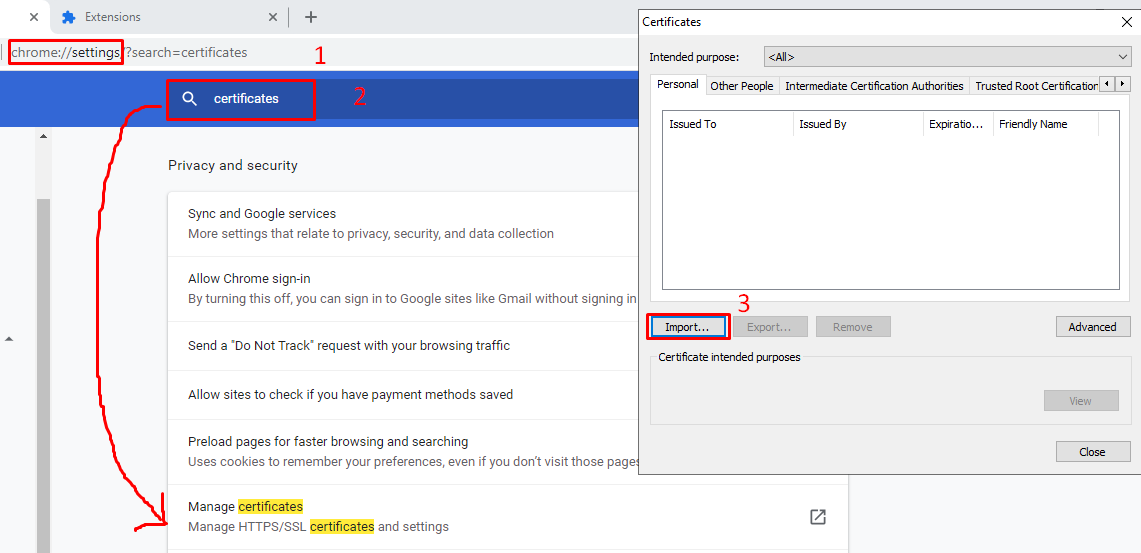 Extensions
chrome://settings/?search=certificates
1
certificates
2
Privacy and security
Sync and Google services
More settings that relate to privacy, security, and data collection
Allow Chrome sign-in
By turning this off, you can sign in to Google sites like Gmail without signing in
Send a "Do Not Track" request with your browsing traffic
Allow sites to check if you have payment methods saved
Preload pages for faster browsing and searching
Uses cookies to remember your preferences, even if you don't visit those pages
Manage certificates
Manage HTTPS/SSL certificates and settings
Certificates
Intended purpose:
<All>
Personal
Other People
Intermediate Certification Authorities
Trusted Root Certification
Issued To
Issued By
Expiratio...
Friendly Name
3
Import...
Export...
Remove
Advanced
Certificate intended purposes
View
Close